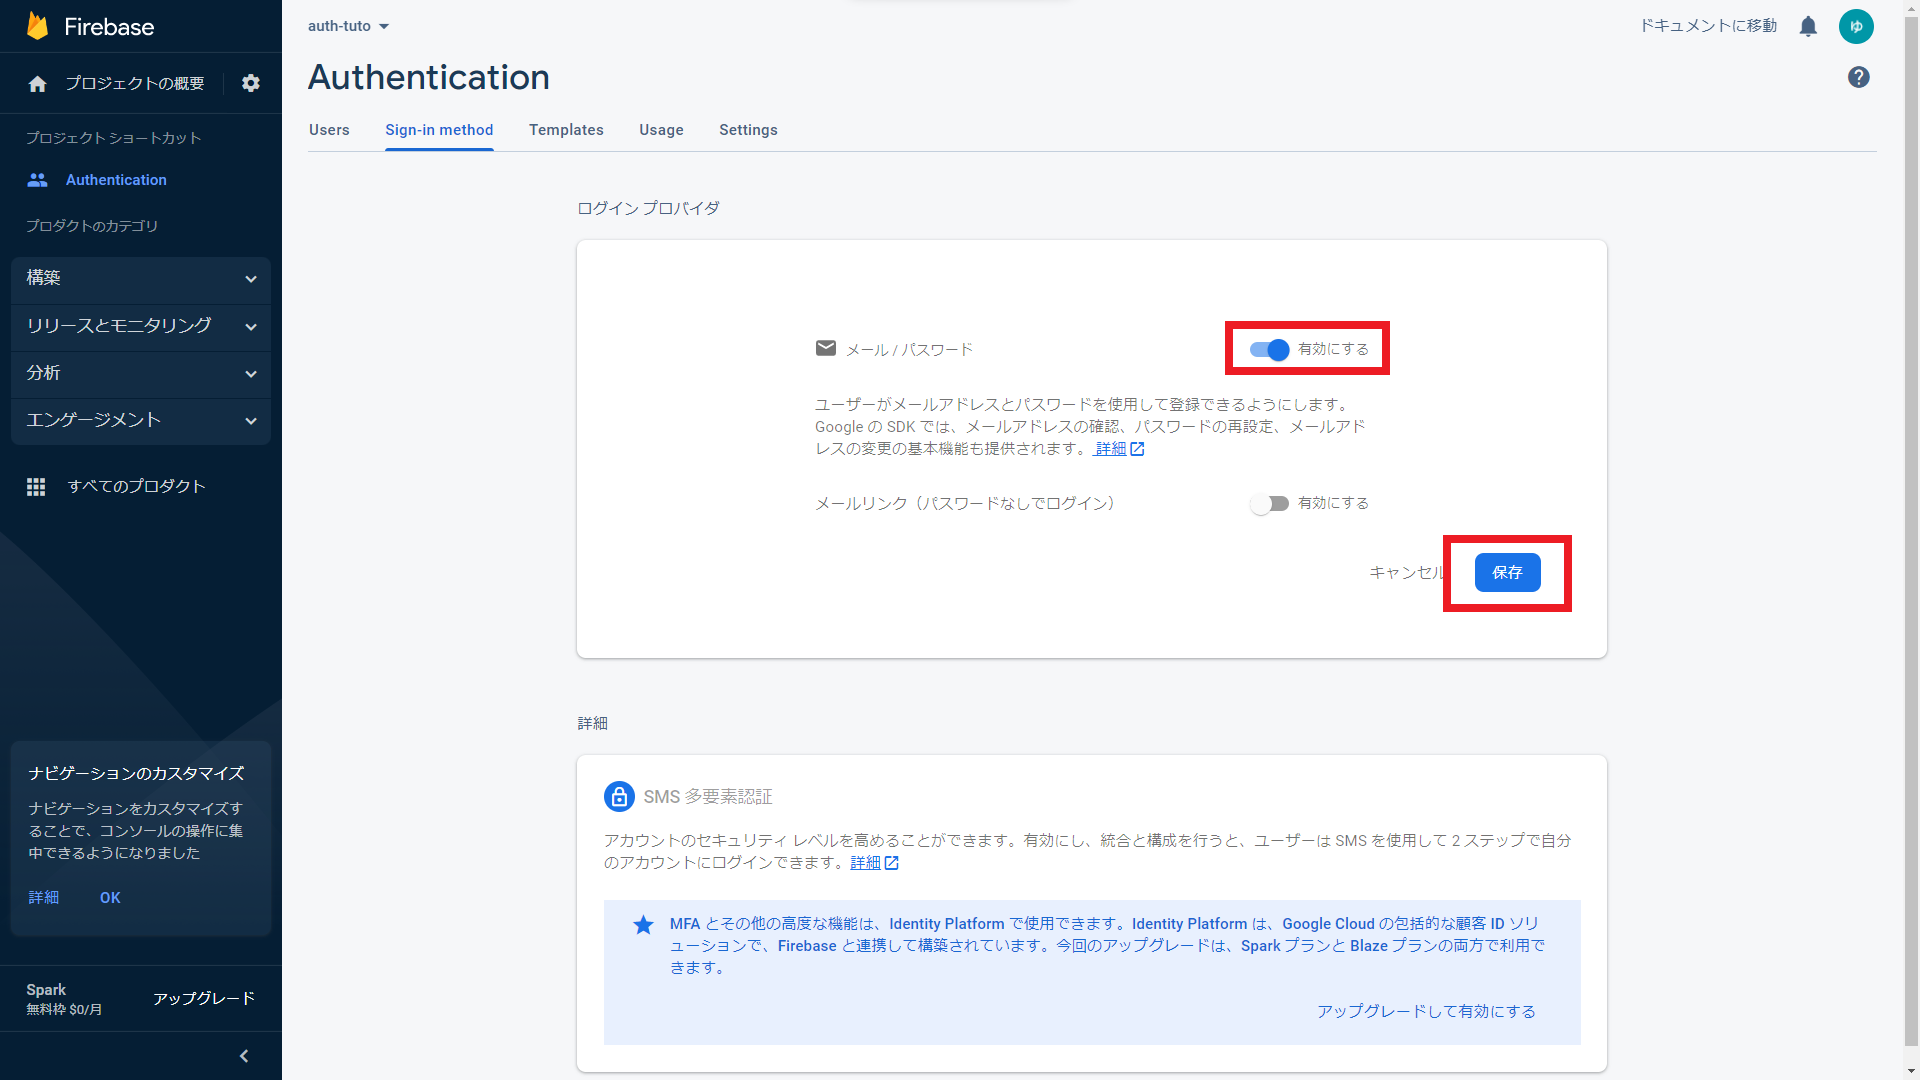 Firebase
プロジェクトの概要
プロジェクト ショートカット
Authentication
プロダクトのカテゴリ
構築
リリースとモニタリング
分析
エンゲージメント
すべてのプロダクト
ナビゲーションのカスタマイズ
ナビゲーションをカスタマイズす
ることで、コンソールの操作に集
中できるようになりました
詳細 OK
Spark
無料枠 $0/月
アップグレード
auth-tuto
ドキュメントに移動
ゆ
Authentication
Users Sign-in method Templates Usage Settings
ログイン プロバイダ
メール / パスワード
有効にする
ユーザーがメールアドレスとパスワードを使用して登録できるようにします。
Google の SDK では、メールアドレスの確認、パスワードの再設定、メールアド
レスの変更の基本機能も提供されます。 詳細
メールリンク（パスワードなしでログイン）
有効にする
キャンセル
保存
詳細
SMS 多要素認証
アカウントのセキュリティ レベルを高めることができます。有効にし、統合と構成を行うと、ユーザーは SMS を使用して 2 ステップで自分
のアカウントにログインできます。詳細
MFA とその他の高度な機能は、Identity Platform で使用できます。Identity Platform は、Google Cloud の包括的な顧客 ID ソリ
ューションで、Firebase と連携して構築されています。今回のアップグレードは、Spark プランと Blaze プランの両方で利用で
きます。
アップグレードして有効にする